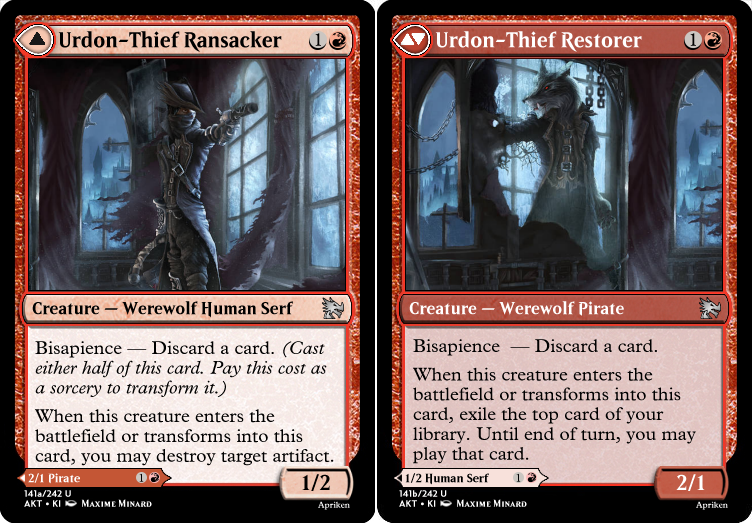 Urdon-Thief Ransacker 1
Creature — Werewolf Human Serf
Bisapience — Discard a card. (Cast
either half of this card. Pay this cost as
a sorcery to transform it.)
When this creature enters the
battlefield or transforms into this
card, you may destroy target artifact.
2/1 Pirate 1
1/2
141a/242 U
AKT • KI Maxime Minard
Apriken
Urdon-Thief Restorer 1
Creature — Werewolf Pirate
Bisapience — Discard a card.
When this creature enters the
battlefield or transforms into this
card, exile the top card of your
library. Until end of turn, you may
play that card.
1/2 Human Serf 1
2/1
141b/242 U
AKT • KI Maxime Minard
Apriken